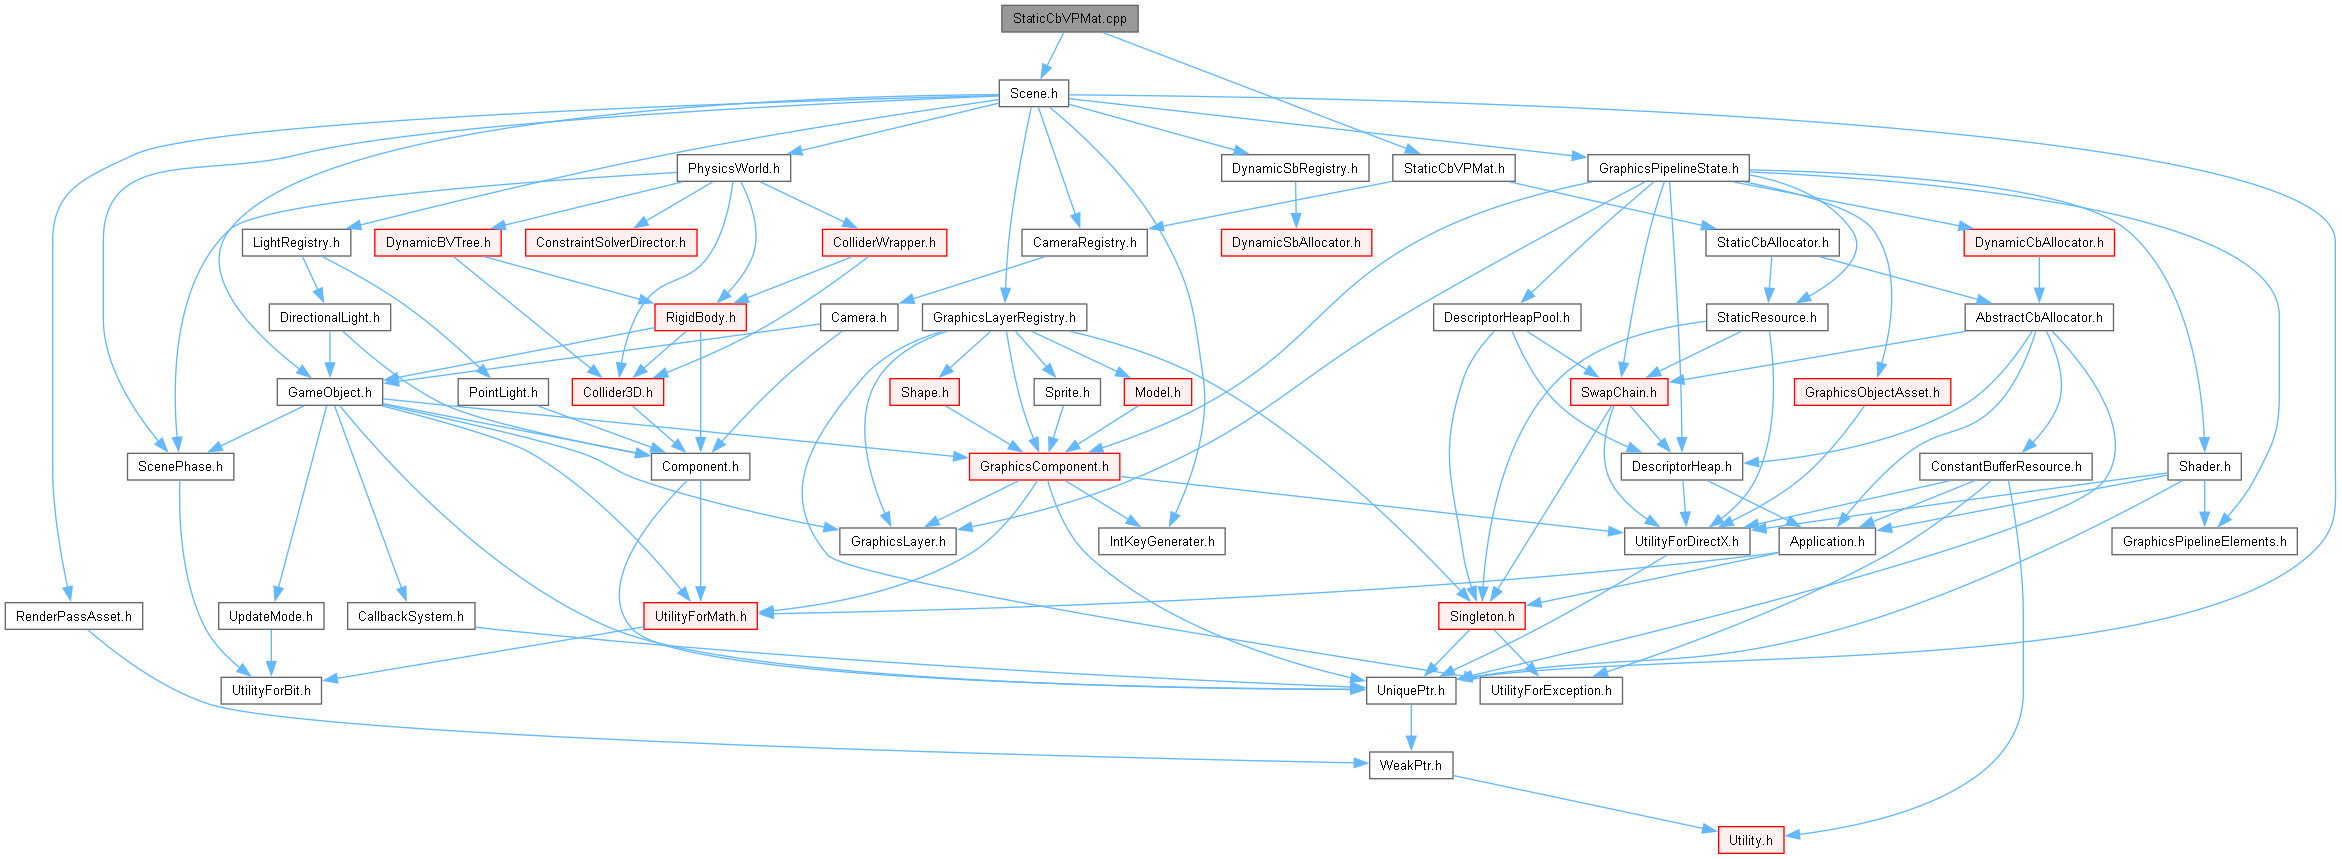 StaticCbVPMat.cpp
Scene.h
PhysicsWorld.h
DynamicSbRegistry.h
StaticCbVPMat.h
GraphicsPipelineState.h
LightRegistry.h
DynamicBVTree.h
ConstraintSolverDirector.h
ColliderWrapper.h
CameraRegistry.h
DynamicSbAllocator.h
StaticCbAllocator.h
DynamicCbAllocator.h
DirectionalLight.h
RigidBody.h
Camera.h
GraphicsLayerRegistry.h
DescriptorHeapPool.h
StaticResource.h
AbstractCbAllocator.h
GameObject.h
PointLight.h
Collider3D.h
Shape.h
Sprite.h
Model.h
SwapChain.h
GraphicsObjectAsset.h
ScenePhase.h
Component.h
GraphicsComponent.h
DescriptorHeap.h
ConstantBufferResource.h
Shader.h
GraphicsLayer.h
IntKeyGenerater.h
UtilityForDirectX.h
Application.h
GraphicsPipelineElements.h
RenderPassAsset.h
UpdateMode.h
CallbackSystem.h
UtilityForMath.h
Singleton.h
UtilityForBit.h
UniquePtr.h
UtilityForException.h
WeakPtr.h
Utility.h